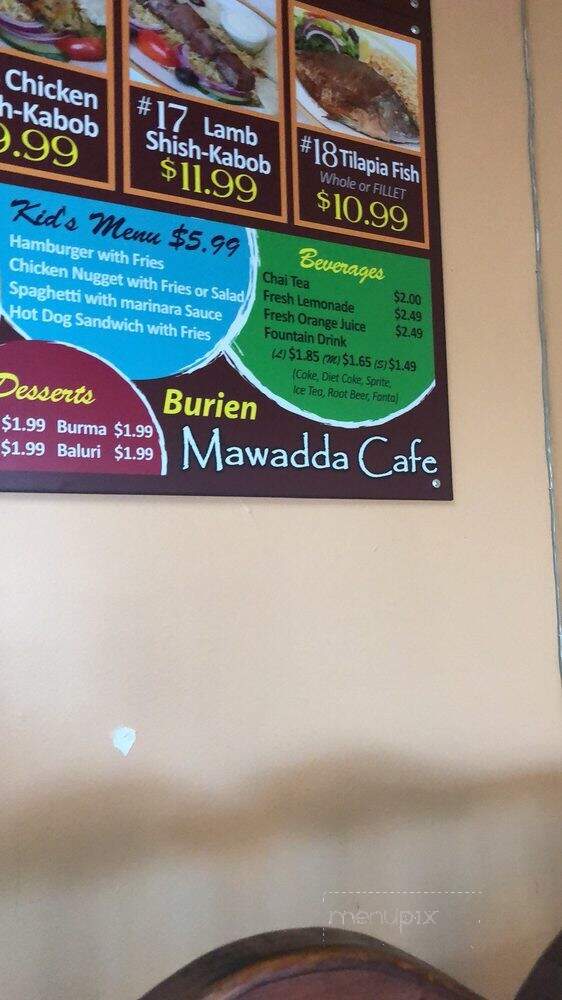 Chicken
h-Kabob
9.99
#17 Lamb
Shish-Kabob
$11.99
#18 Tilapia Fish
Whole or FILLET
$10.99
Kid's Menu $5.99
Hamburger with Fries
Chicken Nugget with Fries or Salad
Spaghetti with marinara Sauce
Hot Dog Sandwich with Fries
Beverages
Chai Tea $2.00
Fresh Lemonade $2.49
Fresh Orange Juice $2.49
Fountain Drink
(L) $1.85 (M) $1.65 (S) $1.49
(Coke, Diet Coke, Sprite,
Ice Tea, Root Beer, Fanta)
Desserts
$1.99 Burma $1.99
$1.99 Baluri $1.99
Burien
Mawadda Cafe
menupix